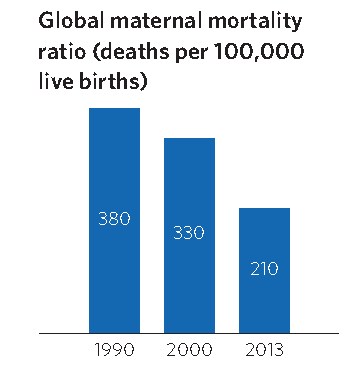 Global maternal mortality
ratio (deaths per 100,000
live births)
380
330
210
1990 2000 2013